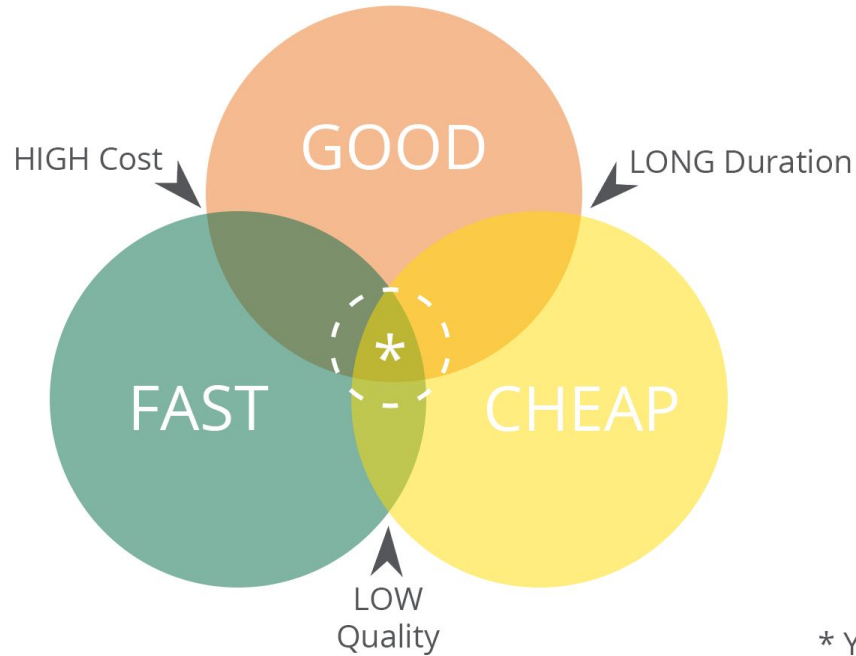 GOOD
HIGH Cost
LONG Duration
*
FAST
CHEAP
LOW
Quality
* Y